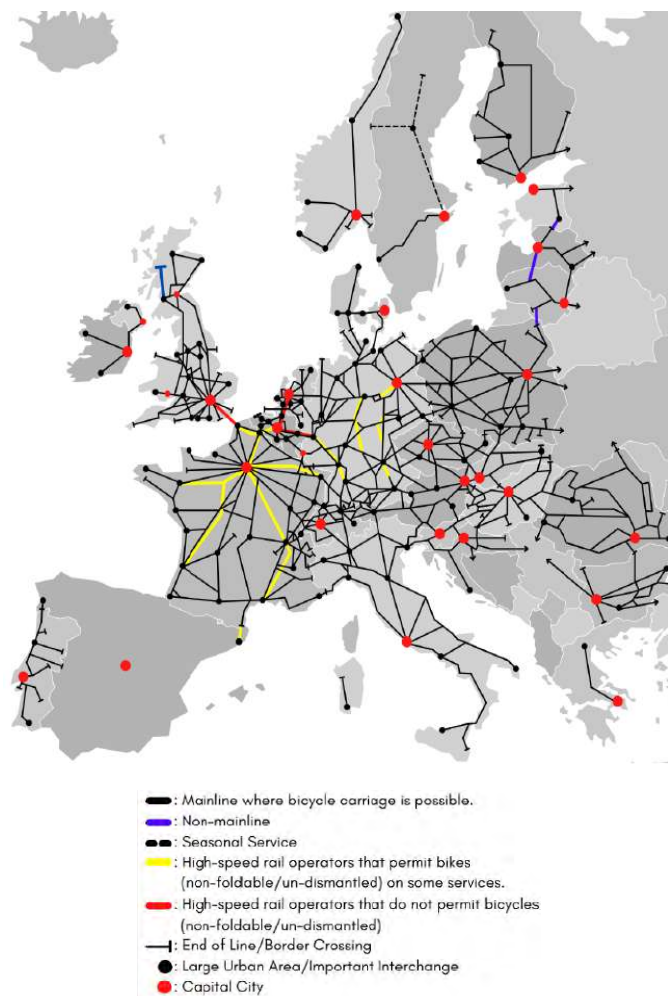 : Mainline where bicycle carriage is possible.
: Non-mainline
: Seasonal Service
: High-speed rail operators that permit bikes
(non-foldable/un-dismantled) on some services.
: High-speed rail operators that do not permit bicycles
(non-foldable/un-dismantled)
: End of Line/Border Crossing
: Large Urban Area/Important Interchange
: Capital City